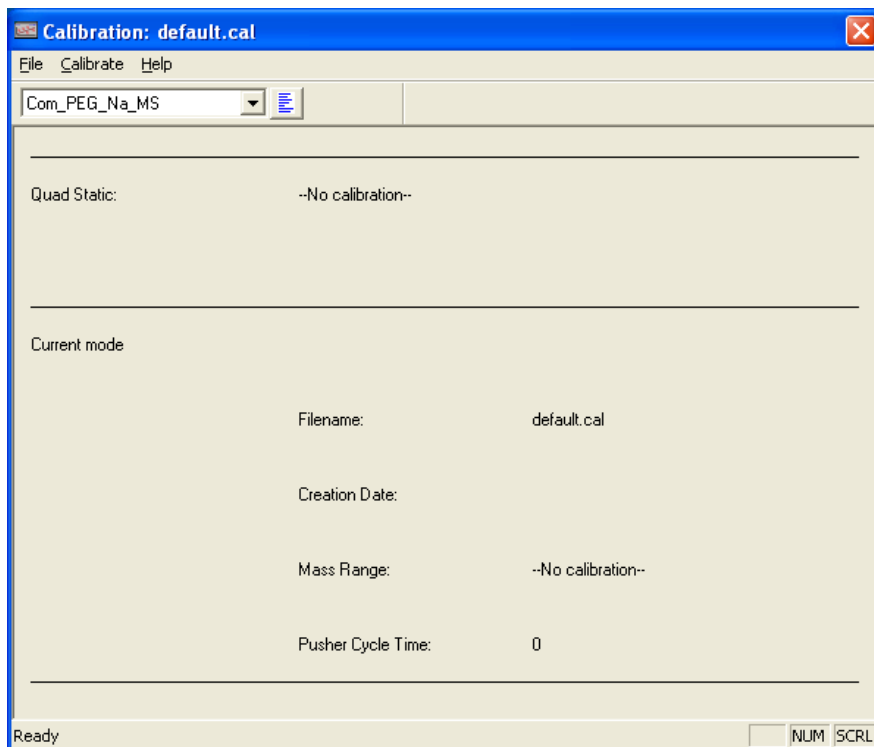 Calibration: default.cal
File Calibrate Help
Com_PEG_Na_MS
Quad Static: --No calibration--
Current mode
Filename: default.cal
Creation Date:
Mass Range: --No calibration--
Pusher Cycle Time: 0
Ready NUM SCRL